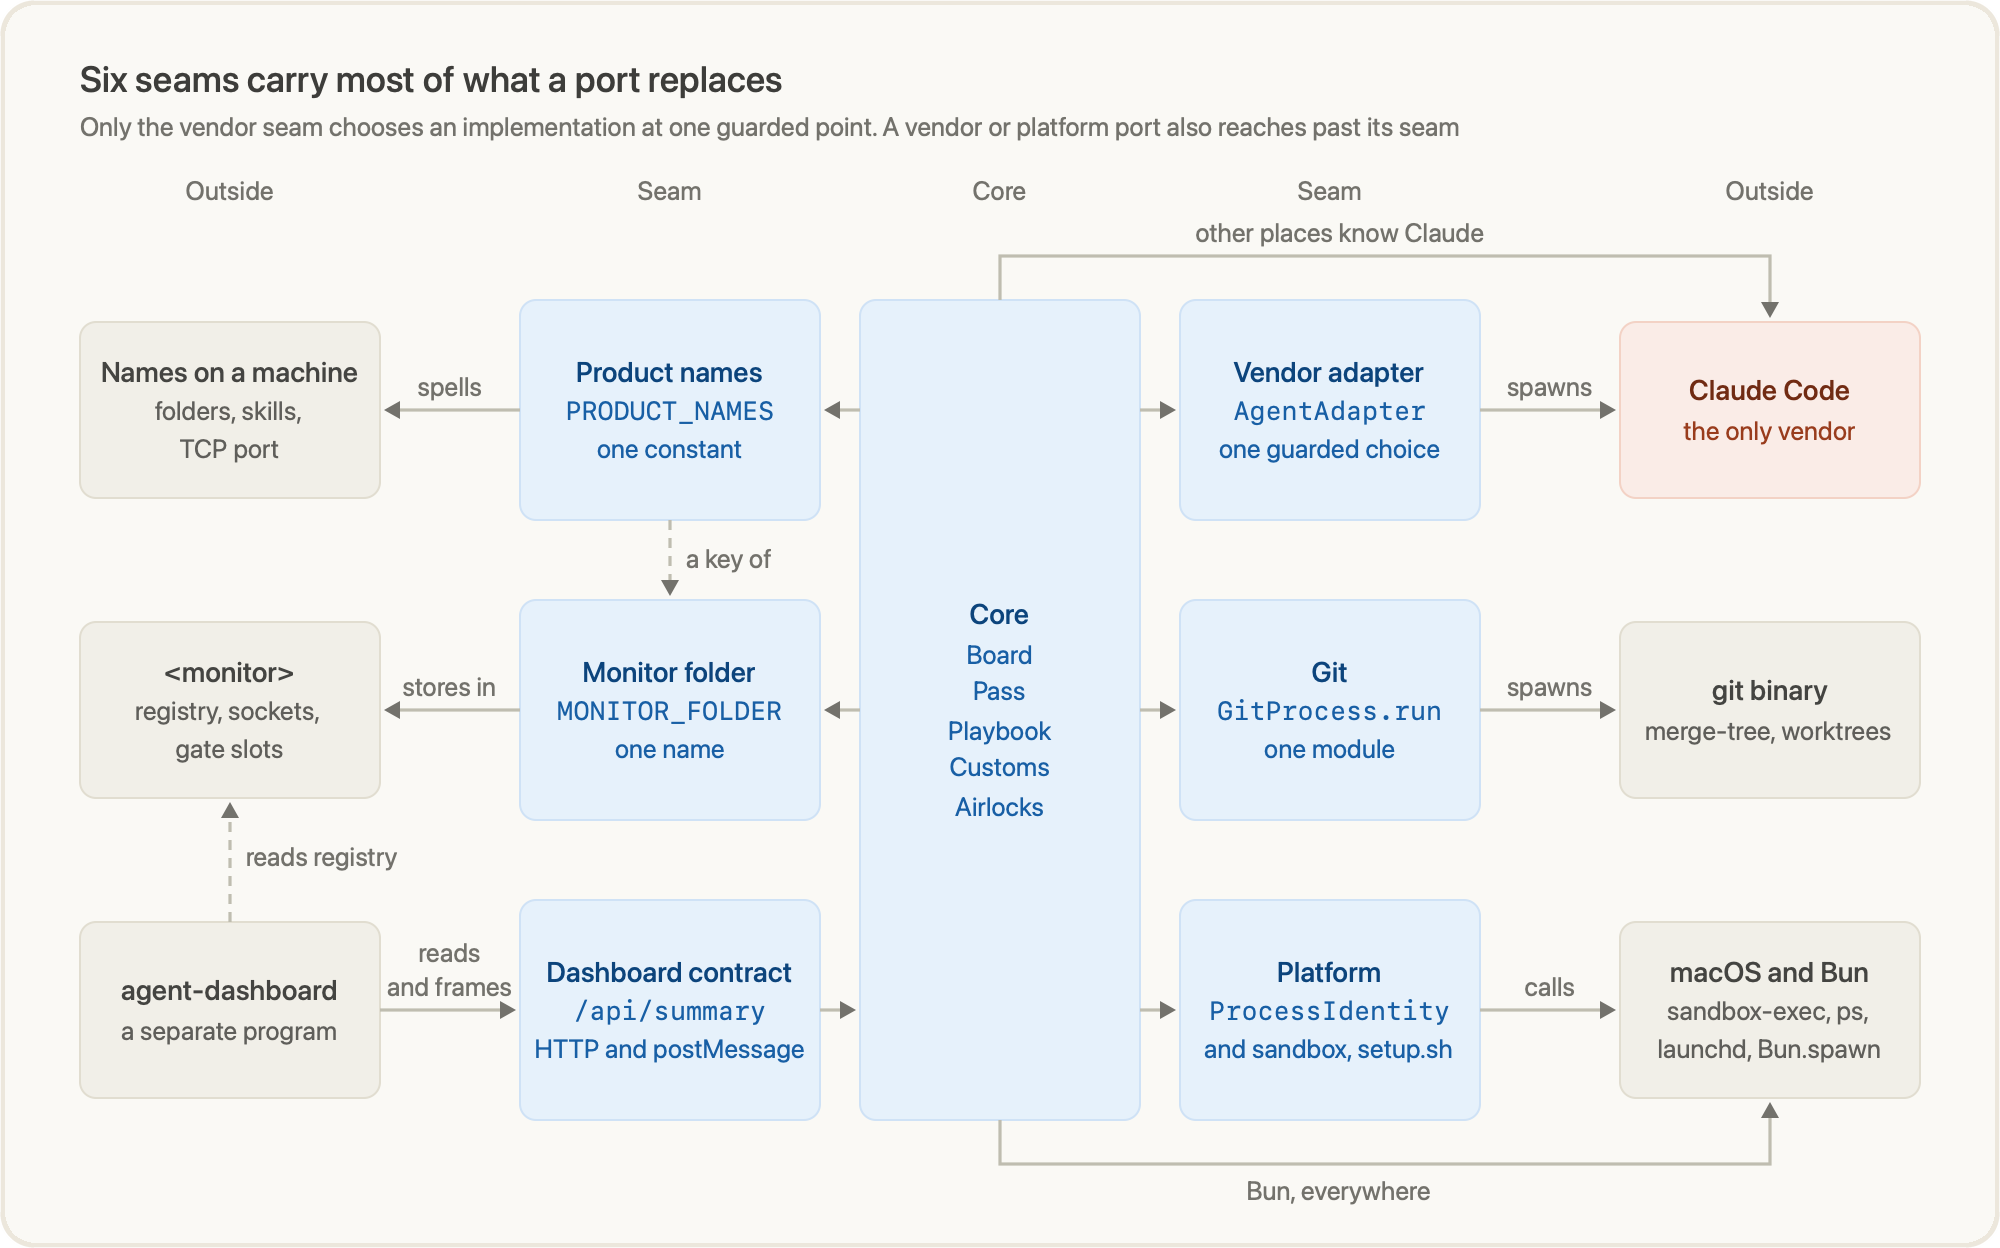 Six seams carry most of what a port replaces
Only the vendor seam chooses an implementation at one guarded point. A vendor or platform port also reaches past its seam
Outside
Seam
Core
Seam
Outside
other places know Claude
Names on a machine
folders, skills,
TCP port
spells
Product names
PRODUCT_NAMES
one constant
Vendor adapter
AgentAdapter
one guarded choice
spawns
Claude Code
the only vendor
a key of
<monitor>
registry, sockets,
gate slots
stores in
Monitor folder
MONITOR_FOLDER
one name
Core
Board
Pass
Playbook
Customs
Airlocks
Git
GitProcess.run
one module
spawns
git binary
merge-tree, worktrees
reads registry
agent-dashboard
a separate program
reads
and frames
Dashboard contract
/api/summary
HTTP and postMessage
Platform
ProcessIdentity
and sandbox, setup.sh
calls
macOS and Bun
sandbox-exec, ps,
launchd, Bun.spawn
Bun, everywhere